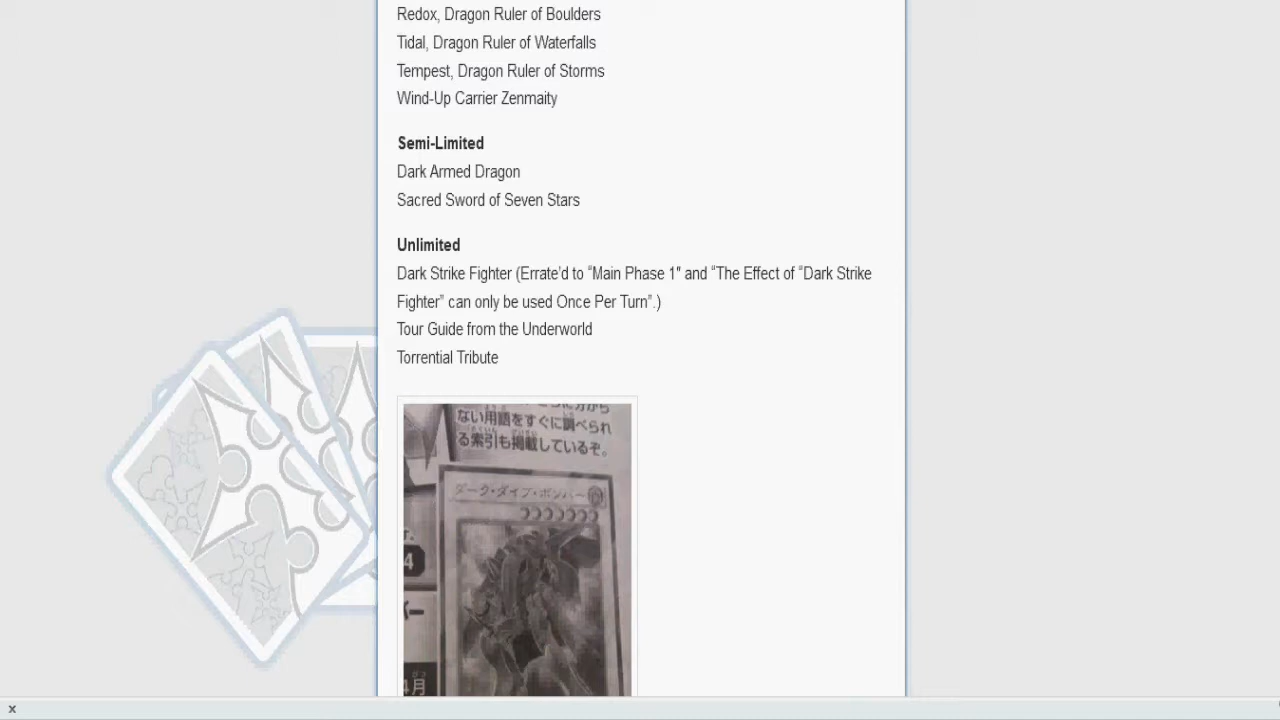 Redox, Dragon Ruler of Boulders
Tidal, Dragon Ruler of Waterfalls
Tempest, Dragon Ruler of Storms
Wind-Up Carrier Zenmaity
Semi-Limited
Dark Armed Dragon
Sacred Sword of Seven Stars
Unlimited
Dark Strike Fighter (Errate'd to “Main Phase 1″ and “The Effect of “Dark Strike
Fighter” can only be used Once Per Turn”.)
Tour Guide from the Underworld
Torrential Tribute
ない用語をすぐに調べられ
る索引も掲載しているぞ。
ダーク・ダイブ・ボンバー
4
月
x